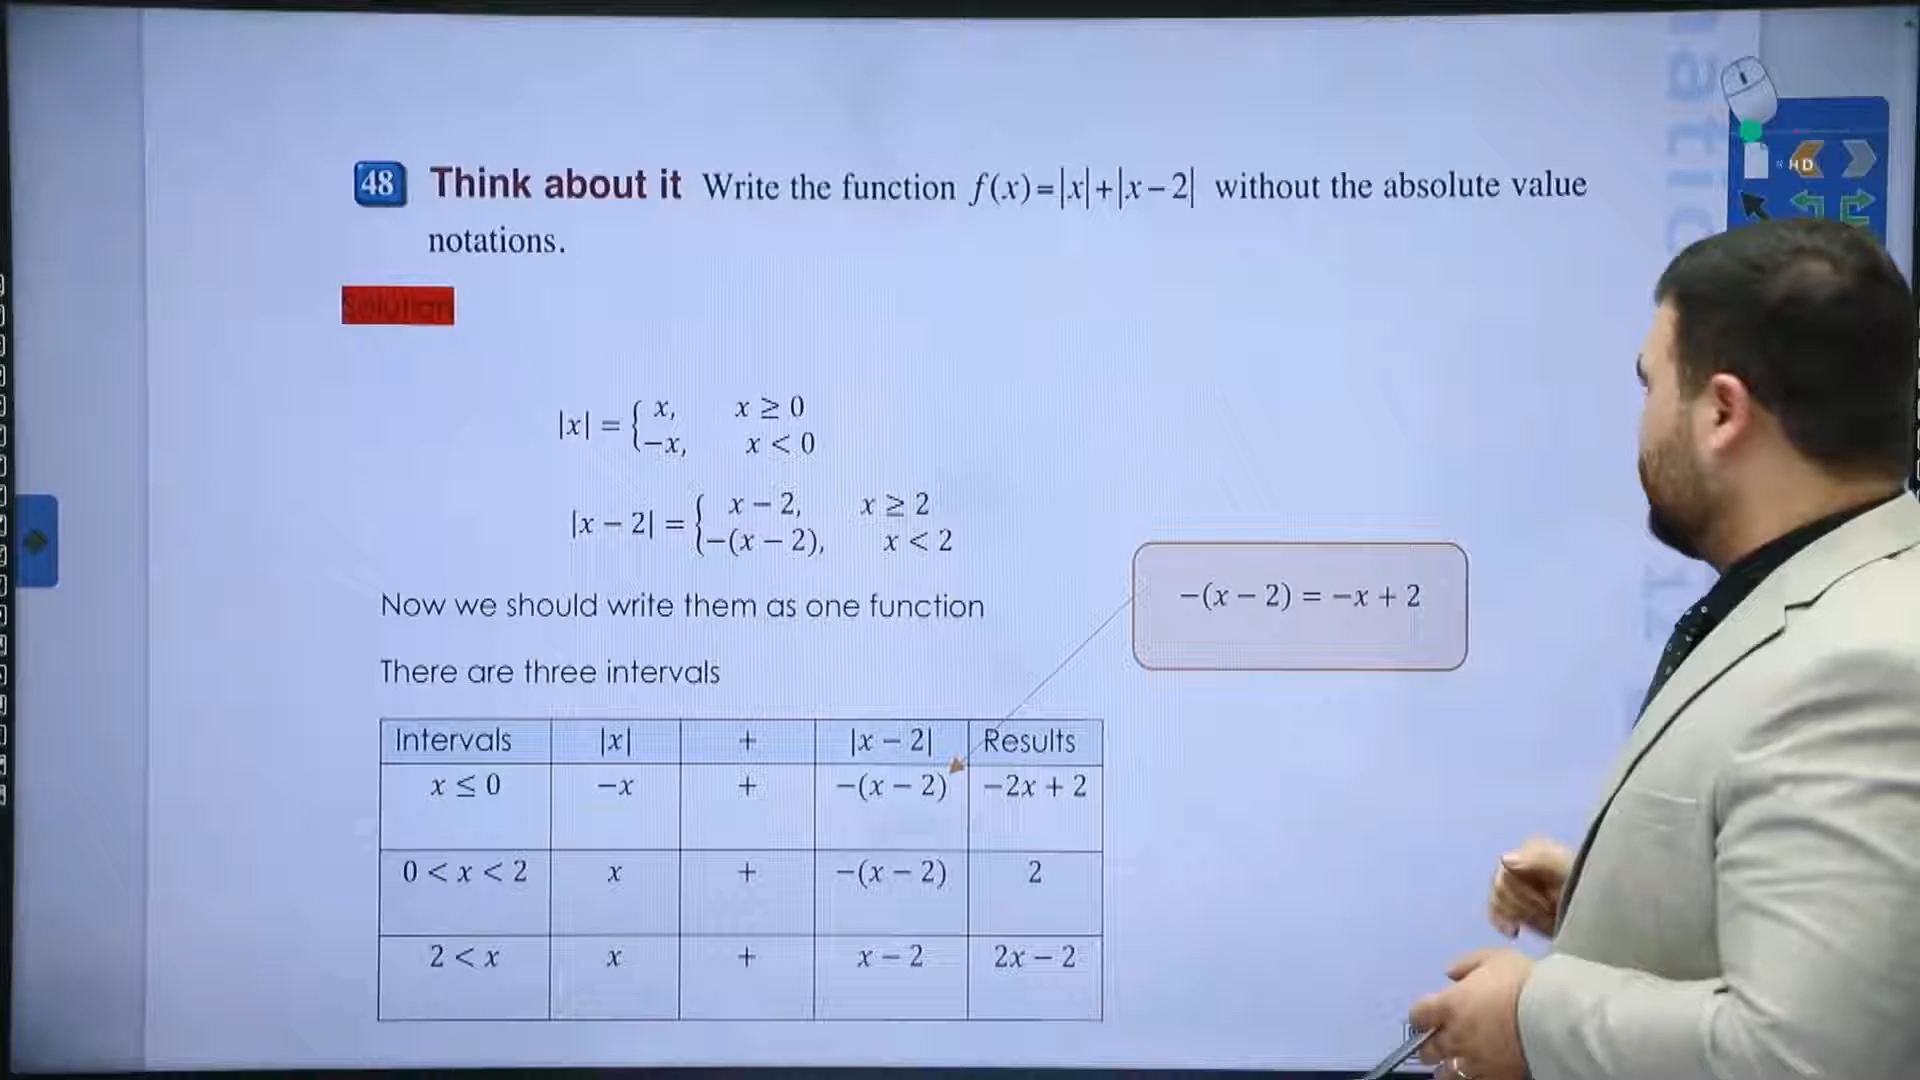 48 Think about it Write the function f(x)=|x|+|x−2| without the absolute value
notations.
Solution
|x| = { x, x ≥ 0
−x, x < 0
|x − 2| = { x − 2, x ≥ 2
−(x − 2), x < 2
Now we should write them as one function
−(x − 2) = −x + 2
There are three intervals
Intervals |x| + |x − 2| Results
x ≤ 0 −x + −(x − 2) −2x + 2
0 < x < 2 x + −(x − 2) 2
2 < x x + x − 2 2x − 2
HD